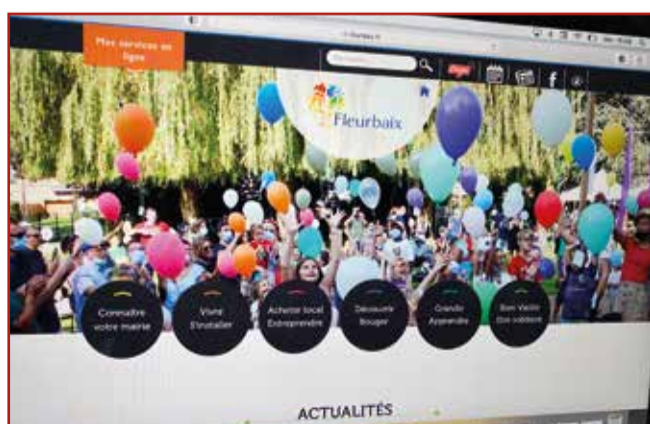 Mes services en
ligne
Fleurbaix
f
Connaître
votre mairie
Vivre
S'installer
Acheter local
Entreprendre
Découvrir
Bouger
Grandir
Apprendre
Bien Vieillir
Être solidaire
ACTUALITÉS